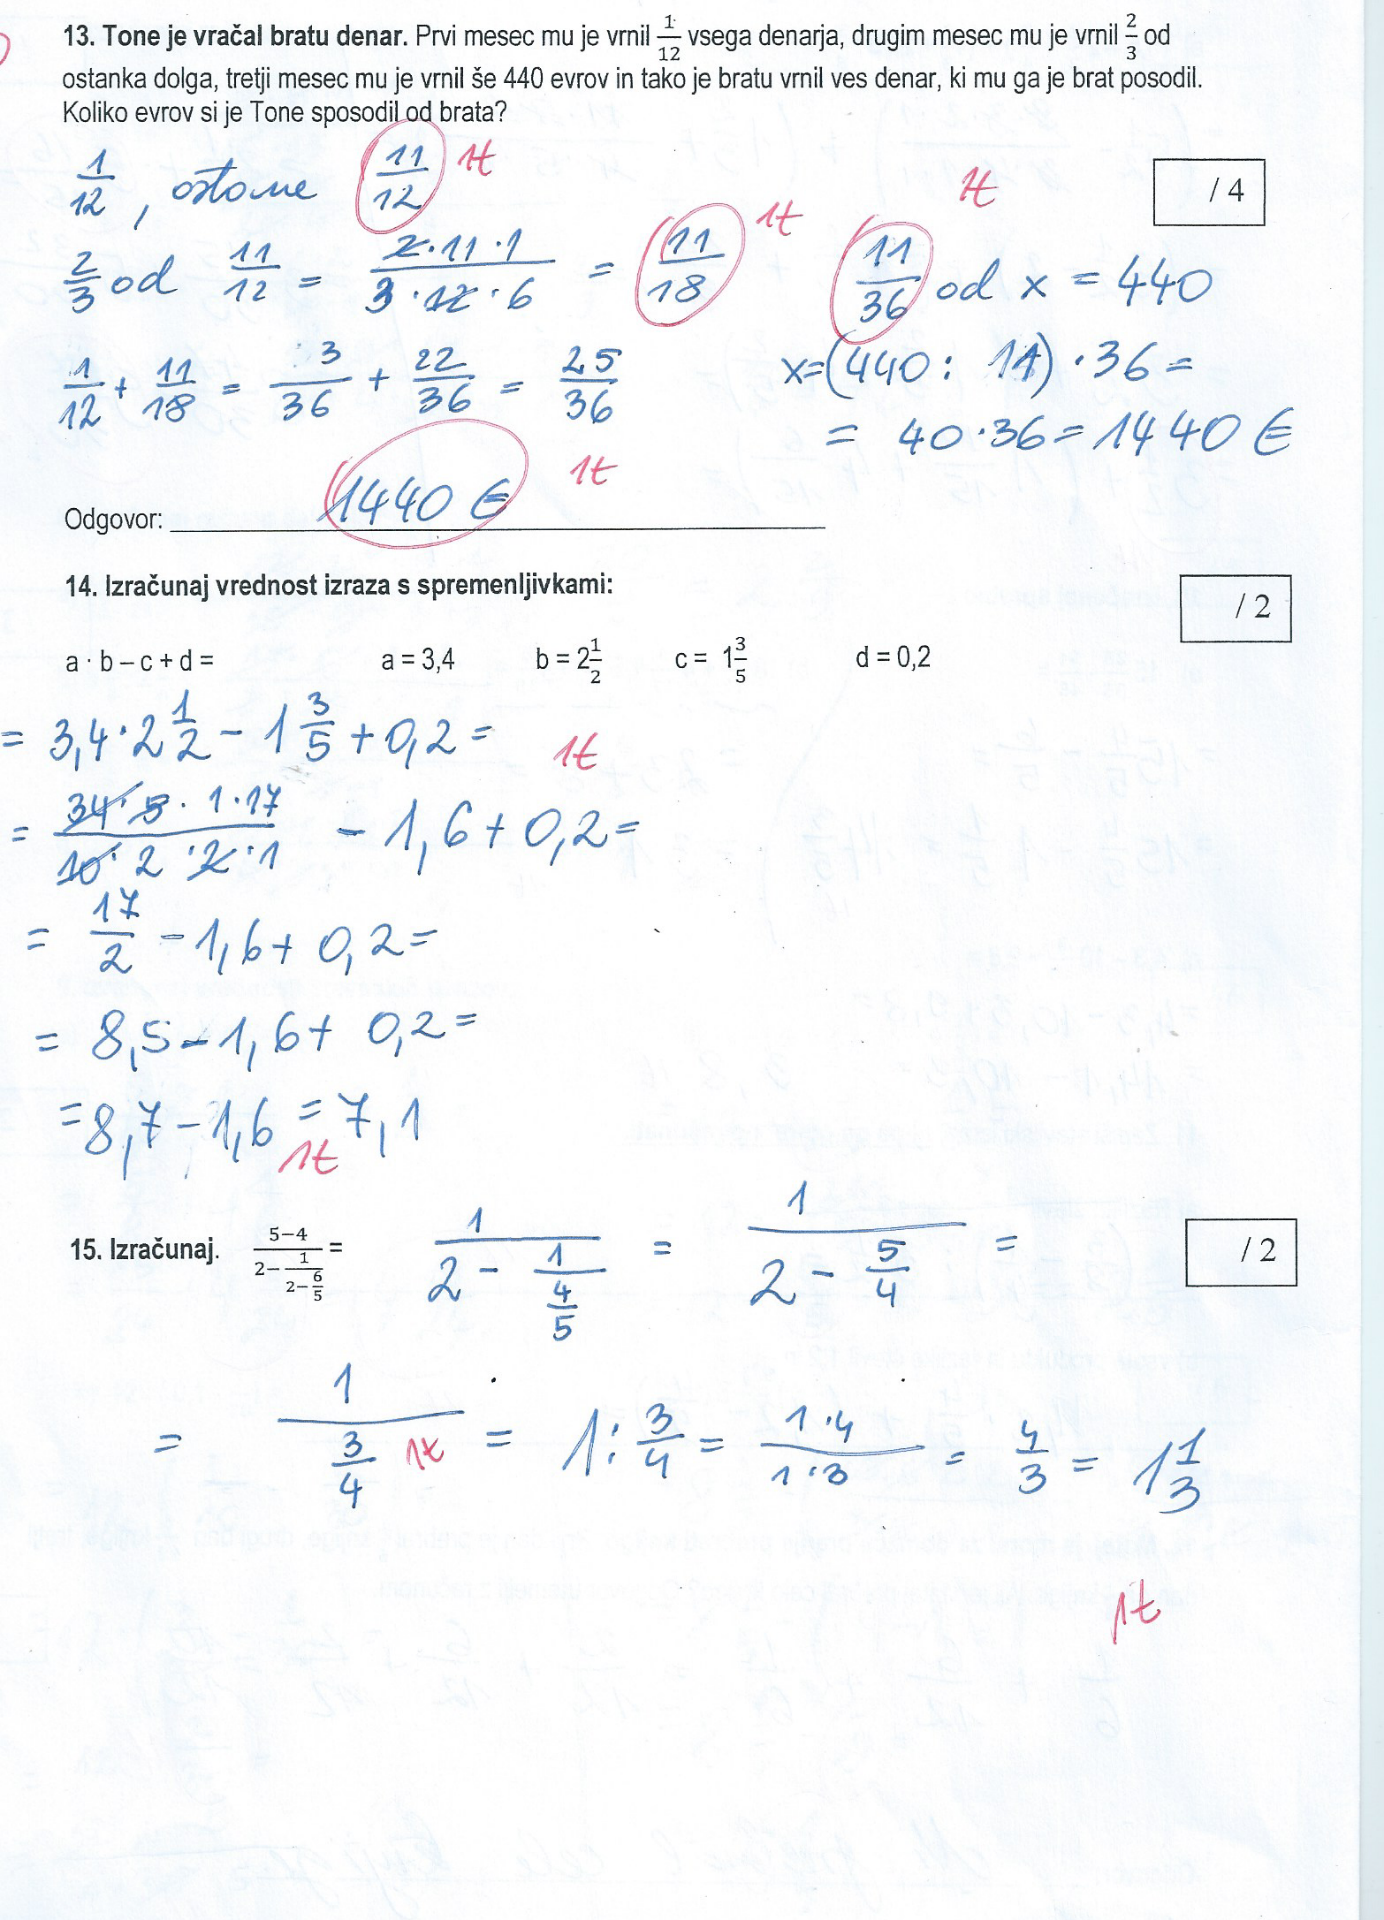 13. Tone je vračal bratu denar. Prvi mesec mu je vrnil 1/12 vsega denarja, drugim mesec mu je vrnil 2/3 od
ostanka dolga, tretji mesec mu je vrnil še 440 evrov in tako je bratu vrnil ves denar, ki mu ga je brat posodil.
Koliko evrov si je Tone sposodil od brata?
1/12, ostane 11/12 1t
1t
/ 4
2/3 od 11/12 = 2·11·1/3·12·6 = 11/18 1t
11/36 od x = 440
1/12 + 11/18 = 3/36 + 22/36 = 25/36
x=(440: 11)·36=
= 40·36=1440 €
Odgovor: 1440 € 1t
14. Izračunaj vrednost izraza s spremenljivkami:
/ 2
a · b – c + d = a = 3,4 b = 2 1/2 c = 1 3/5 d = 0,2
= 3,4·2 1/2 - 1 3/5 + 0,2 = 1t
= 34·5·1·17/10·2·2·1 - 1,6+0,2=
= 17/2 - 1,6+ 0,2=
= 8,5-1,6+ 0,2=
=8,7-1,6=7,1
1t
15. Izračunaj. 5−4/(2−1/(2−6/5)) = 1/(2 - 1/(4/5)) = 1/(2 - 5/4) =
/ 2
= 1/(3/4) 1t = 1: 3/4 = 1·4/1·3 = 4/3 = 1 1/3
1t